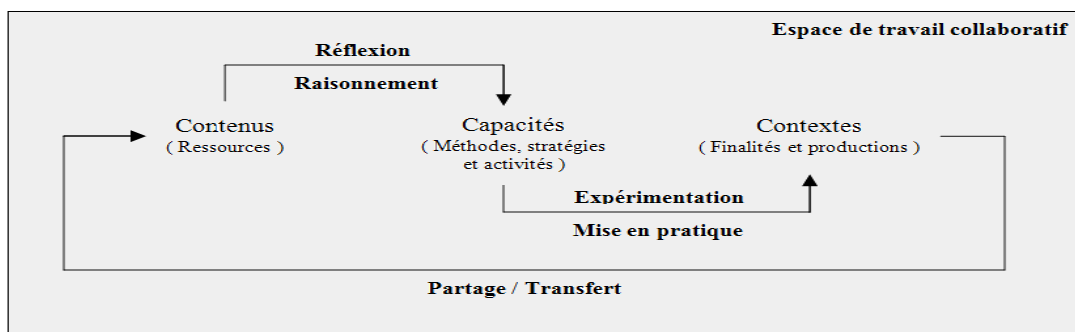 Espace de travail collaboratif
Réflexion
Raisonnement
Contenus
( Ressources )
Capacités
( Méthodes, stratégies
et activités )
Contextes
( Finalités et productions )
Expérimentation
Mise en pratique
Partage / Transfert